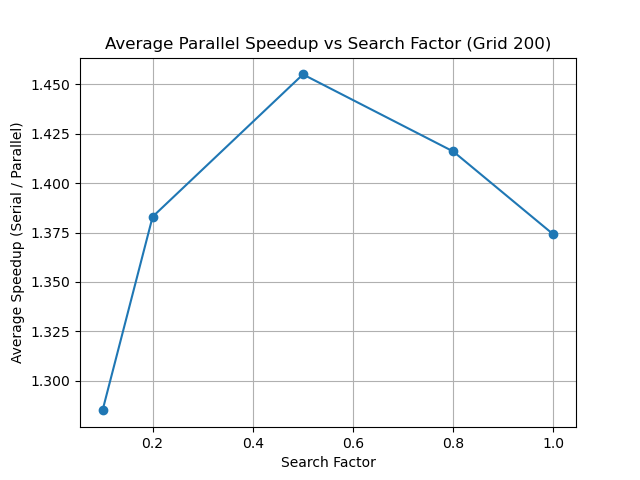 Average Parallel Speedup vs Search Factor (Grid 200)
Average Speedup (Serial / Parallel)
1.450
1.425
1.400
1.375
1.350
1.325
1.300
0.2 0.4 0.6 0.8 1.0
Search Factor